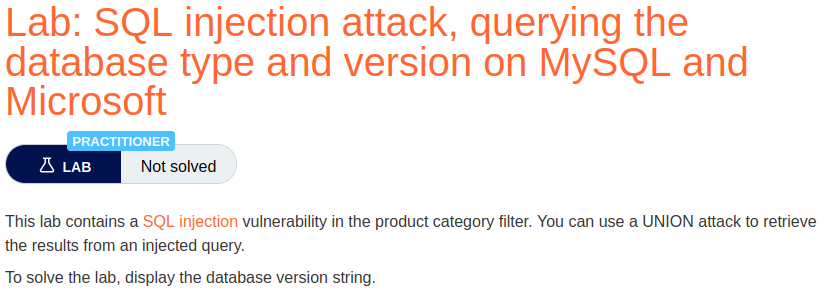 Lab: SQL injection attack, querying the
database type and version on MySQL and
Microsoft
PRACTITIONER
LAB Not solved
This lab contains a SQL injection vulnerability in the product category filter. You can use a UNION attack to retrieve
the results from an injected query.
To solve the lab, display the database version string.